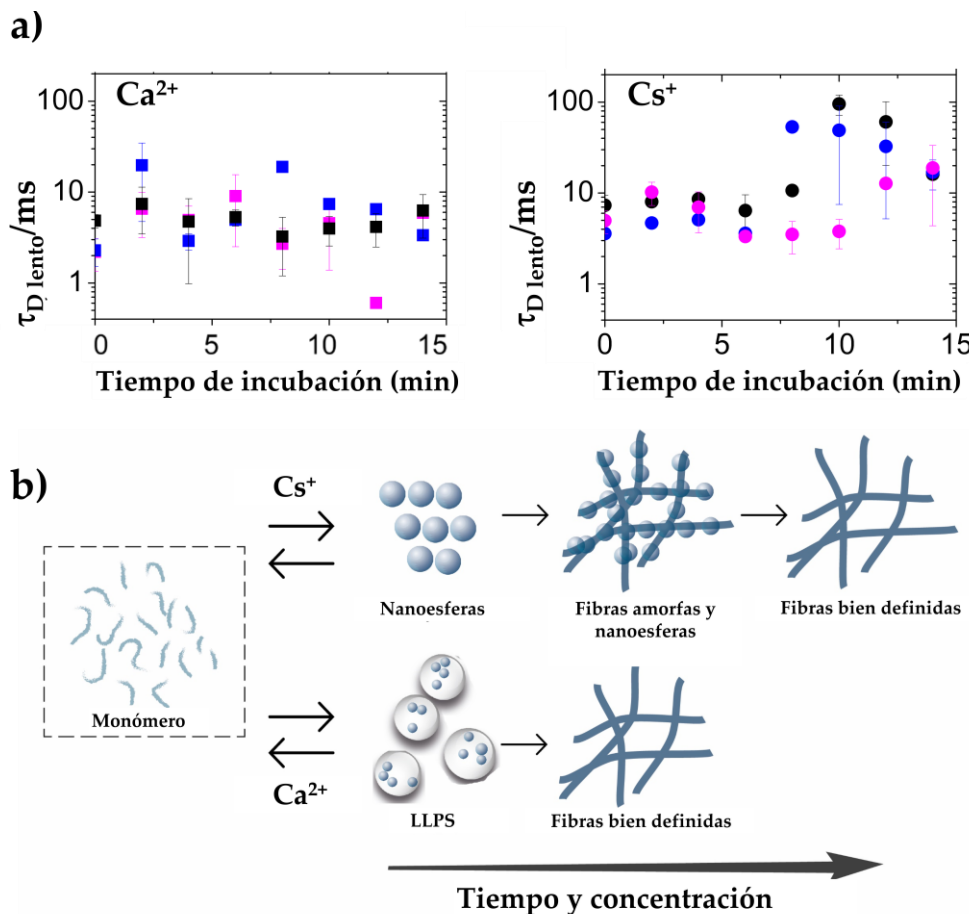 a)
Ca²⁺
Cs⁺
τ_D lento/ms
100
10
1
0
5
10
15
Tiempo de incubación (min)
τ_D lento/ms
100
10
1
0
5
10
15
Tiempo de incubación (min)
b)
Cs⁺
Nanoesferas
Fibras amorfas y
nanoesferas
Fibras bien definidas
Monómero
Ca²⁺
LLPS
Fibras bien definidas
Tiempo y concentración